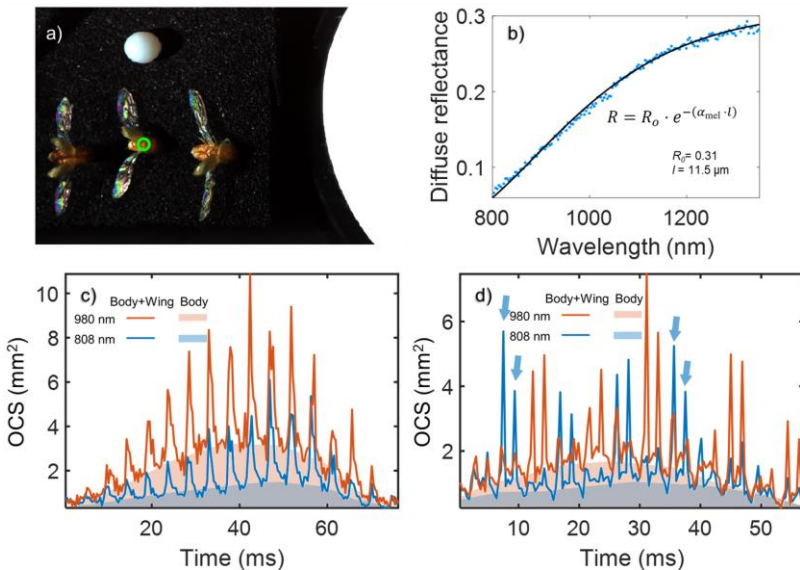 a)
b)
0.3
0.2
0.1
Diffuse reflectance
R = R_o · e^{-(α_mel · l)}
R_0= 0.31
l = 11.5 µm
800
1000
1200
Wavelength (nm)
c)
Body+Wing Body
980 nm
808 nm
10
8
6
4
2
OCS (mm²)
20
40
60
Time (ms)
d)
Body+Wing Body
980 nm
808 nm
6
4
2
OCS (mm²)
10
20
30
40
50
Time (ms)